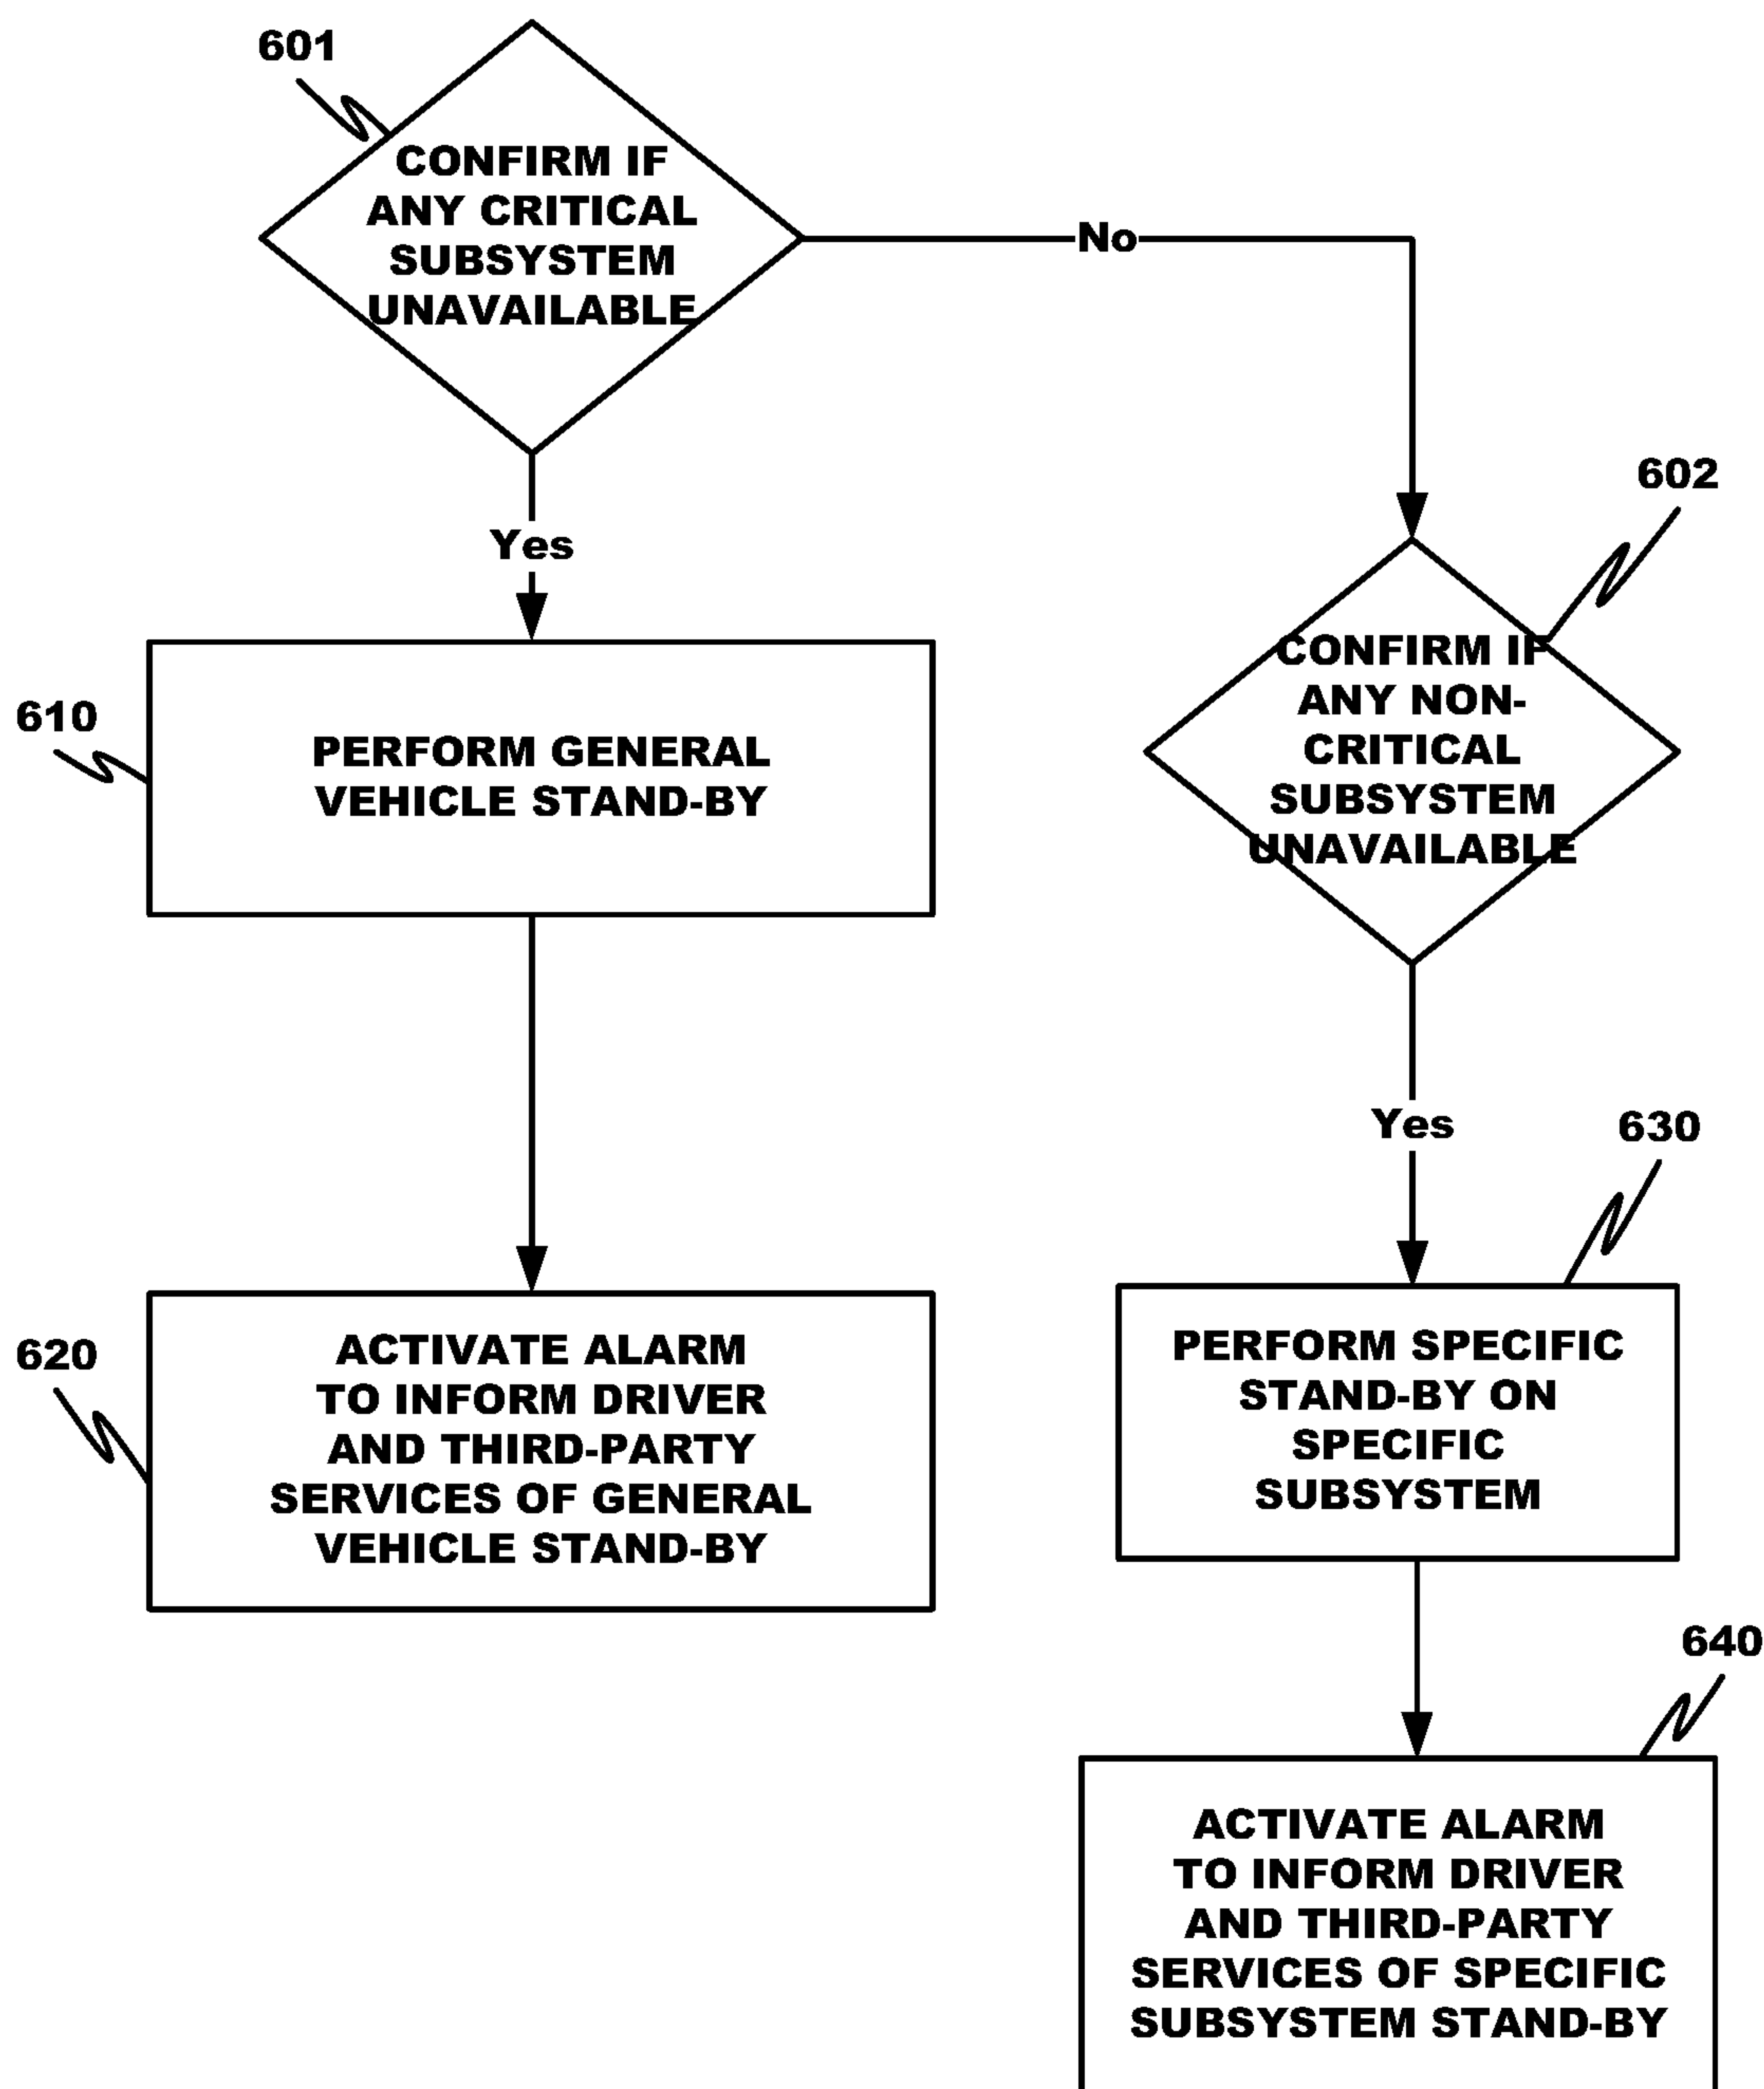 601
CONFIRM IF
ANY CRITICAL
SUBSYSTEM
UNAVAILABLE
No
Yes
602
CONFIRM IF
ANY NON-
CRITICAL
SUBSYSTEM
UNAVAILABLE
610
PERFORM GENERAL
VEHICLE STAND-BY
Yes
630
620
ACTIVATE ALARM
TO INFORM DRIVER
AND THIRD-PARTY
SERVICES OF GENERAL
VEHICLE STAND-BY
PERFORM SPECIFIC
STAND-BY ON
SPECIFIC
SUBSYSTEM
640
ACTIVATE ALARM
TO INFORM DRIVER
AND THIRD-PARTY
SERVICES OF SPECIFIC
SUBSYSTEM STAND-BY